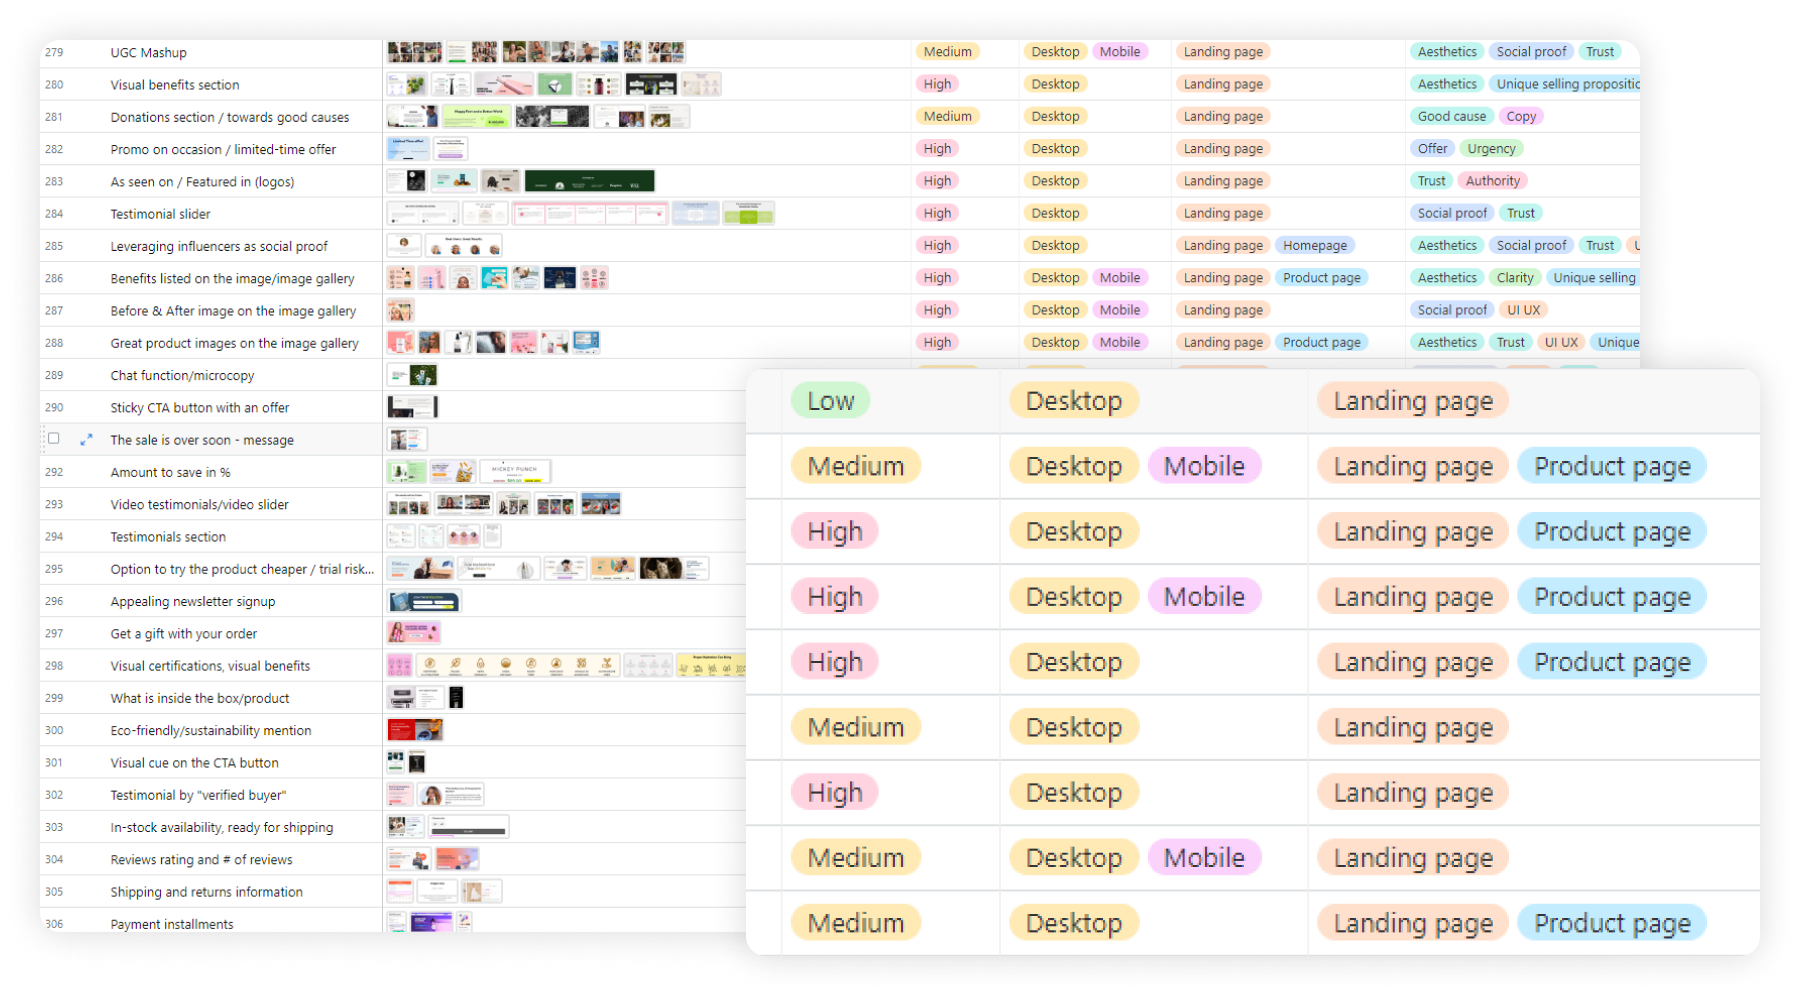 279 UGC Mashup Medium Desktop Mobile Landing page Aesthetics Social proof Trust
280 Visual benefits section High Desktop Landing page Aesthetics Unique selling propositic
281 Donations section / towards good causes Medium Desktop Landing page Good cause Copy
282 Promo on occasion / limited-time offer High Desktop Landing page Offer Urgency
283 As seen on / Featured in (logos) High Desktop Landing page Trust Authority
284 Testimonial slider High Desktop Landing page Social proof Trust
285 Leveraging influencers as social proof High Desktop Landing page Homepage Aesthetics Social proof Trust
286 Benefits listed on the image/image gallery High Desktop Mobile Landing page Product page Aesthetics Clarity Unique selling
287 Before & After image on the image gallery High Desktop Mobile Landing page Social proof UI UX
288 Great product images on the image gallery High Desktop Mobile Landing page Product page Aesthetics Trust UI UX Unique
289 Chat function/microcopy
290 Sticky CTA button with an offer
The sale is over soon - message
292 Amount to save in % MICKEY PUNCH
293 Video testimonials/video slider
294 Testimonials section
295 Option to try the product cheaper / trial risk...
296 Appealing newsletter signup
297 Get a gift with your order
298 Visual certifications, visual benefits
299 What is inside the box/product
300 Eco-friendly/sustainability mention
301 Visual cue on the CTA button
302 Testimonial by "verified buyer"
303 In-stock availability, ready for shipping
304 Reviews rating and # of reviews
305 Shipping and returns information
306 Payment installments
Low Desktop Landing page
Medium Desktop Mobile Landing page Product page
High Desktop Landing page Product page
High Desktop Mobile Landing page Product page
High Desktop Landing page Product page
Medium Desktop Landing page
High Desktop Landing page
Medium Desktop Mobile Landing page
Medium Desktop Landing page Product page